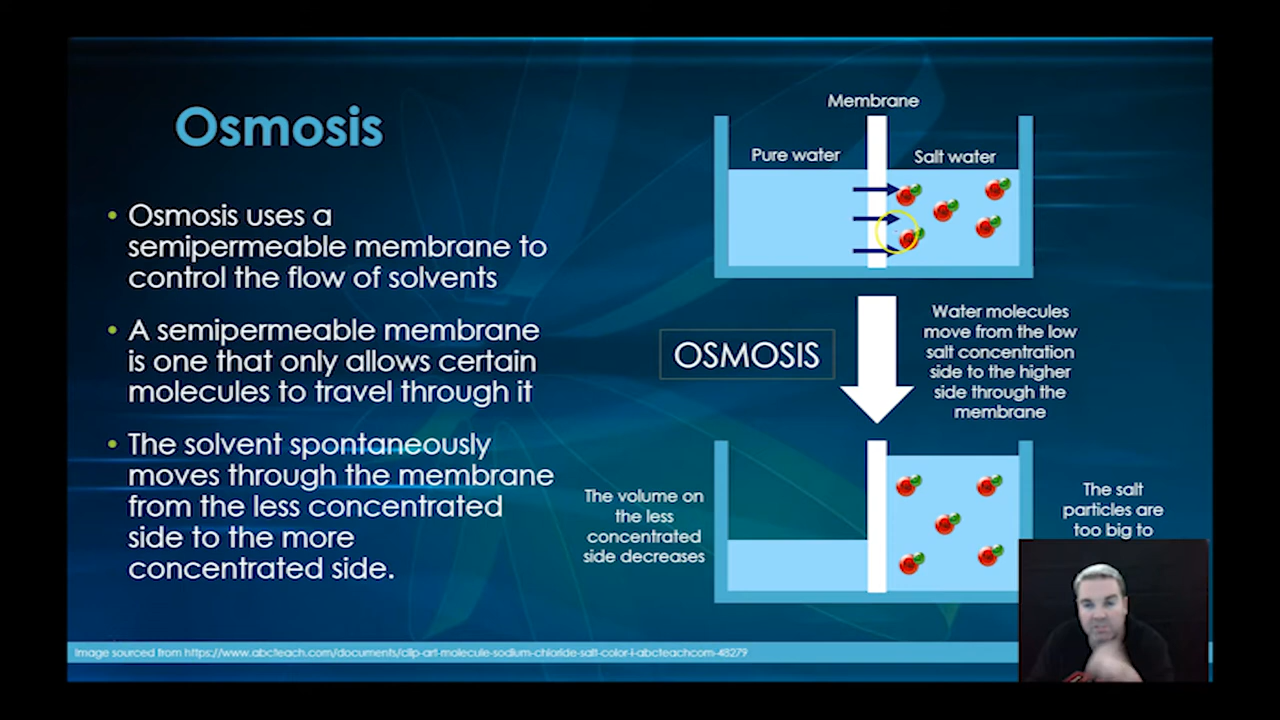 Osmosis
Osmosis uses a
semipermeable membrane to
control the flow of solvents
A semipermeable membrane
is one that only allows certain
molecules to travel through it
The solvent spontaneously
moves through the membrane
from the less concentrated
side to the more
concentrated side.
Membrane
Pure water
Salt water
OSMOSIS
Water molecules
move from the low
salt concentration
side to the higher
side through the
membrane
The volume on
the less
concentrated
side decreases
The salt
particles are
too big to
Image sourced from https://www.abcteach.com/documents/clip-art-molecule-sodium-chloride-salt-color-i-abcteachcom-48279